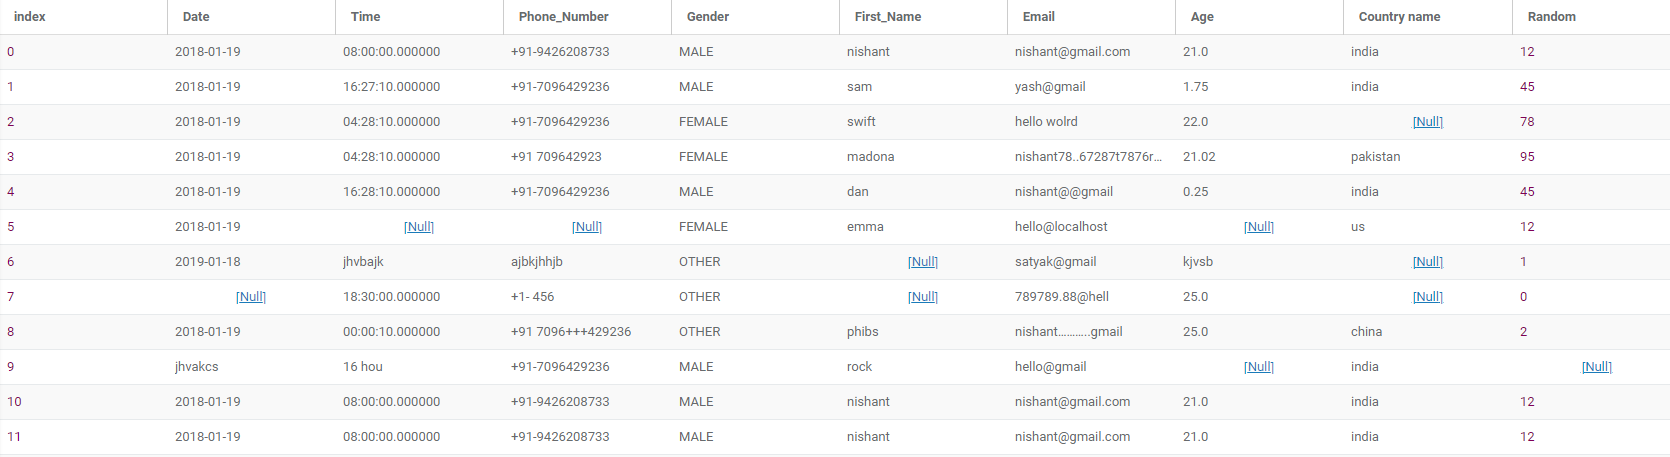 index Date Time Phone_Number Gender First_Name Email Age Country name Random
0 2018-01-19 08:00:00.000000 +91-9426208733 MALE nishant nishant@gmail.com 21.0 india 12
1 2018-01-19 16:27:10.000000 +91-7096429236 MALE sam yash@gmail 1.75 india 45
2 2018-01-19 04:28:10.000000 +91-7096429236 FEMALE swift hello wolrd 22.0 [Null] 78
3 2018-01-19 04:28:10.000000 +91 709642923 FEMALE madona nishant78..67287t7876r... 21.02 pakistan 95
4 2018-01-19 16:28:10.000000 +91-7096429236 MALE dan nishant@@gmail 0.25 india 45
5 2018-01-19 [Null] [Null] FEMALE emma hello@localhost [Null] us 12
6 2019-01-18 jhvbajk ajbkjhhjb OTHER [Null] satyak@gmail kjvsb [Null] 1
7 [Null] 18:30:00.000000 +1- 456 OTHER [Null] 789789.88@hell 25.0 [Null] 0
8 2018-01-19 00:00:10.000000 +91 7096+++429236 OTHER phibs nishant………..gmail 25.0 china 2
9 jhvakcs 16 hou +91-7096429236 MALE rock hello@gmail [Null] india [Null]
10 2018-01-19 08:00:00.000000 +91-9426208733 MALE nishant nishant@gmail.com 21.0 india 12
11 2018-01-19 08:00:00.000000 +91-9426208733 MALE nishant nishant@gmail.com 21.0 india 12